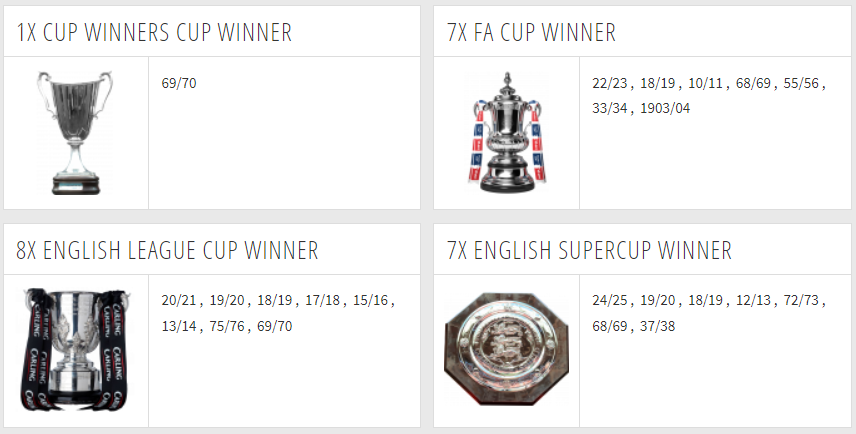 1X CUP WINNERS CUP WINNER
69/70
7X FA CUP WINNER
22/23 , 18/19 , 10/11 , 68/69 , 55/56 ,
33/34 , 1903/04
8X ENGLISH LEAGUE CUP WINNER
20/21 , 19/20 , 18/19 , 17/18 , 15/16 ,
13/14 , 75/76 , 69/70
CARLING CARLING
CARLING CARLING
7X ENGLISH SUPERCUP WINNER
24/25 , 19/20 , 18/19 , 12/13 , 72/73 ,
68/69 , 37/38